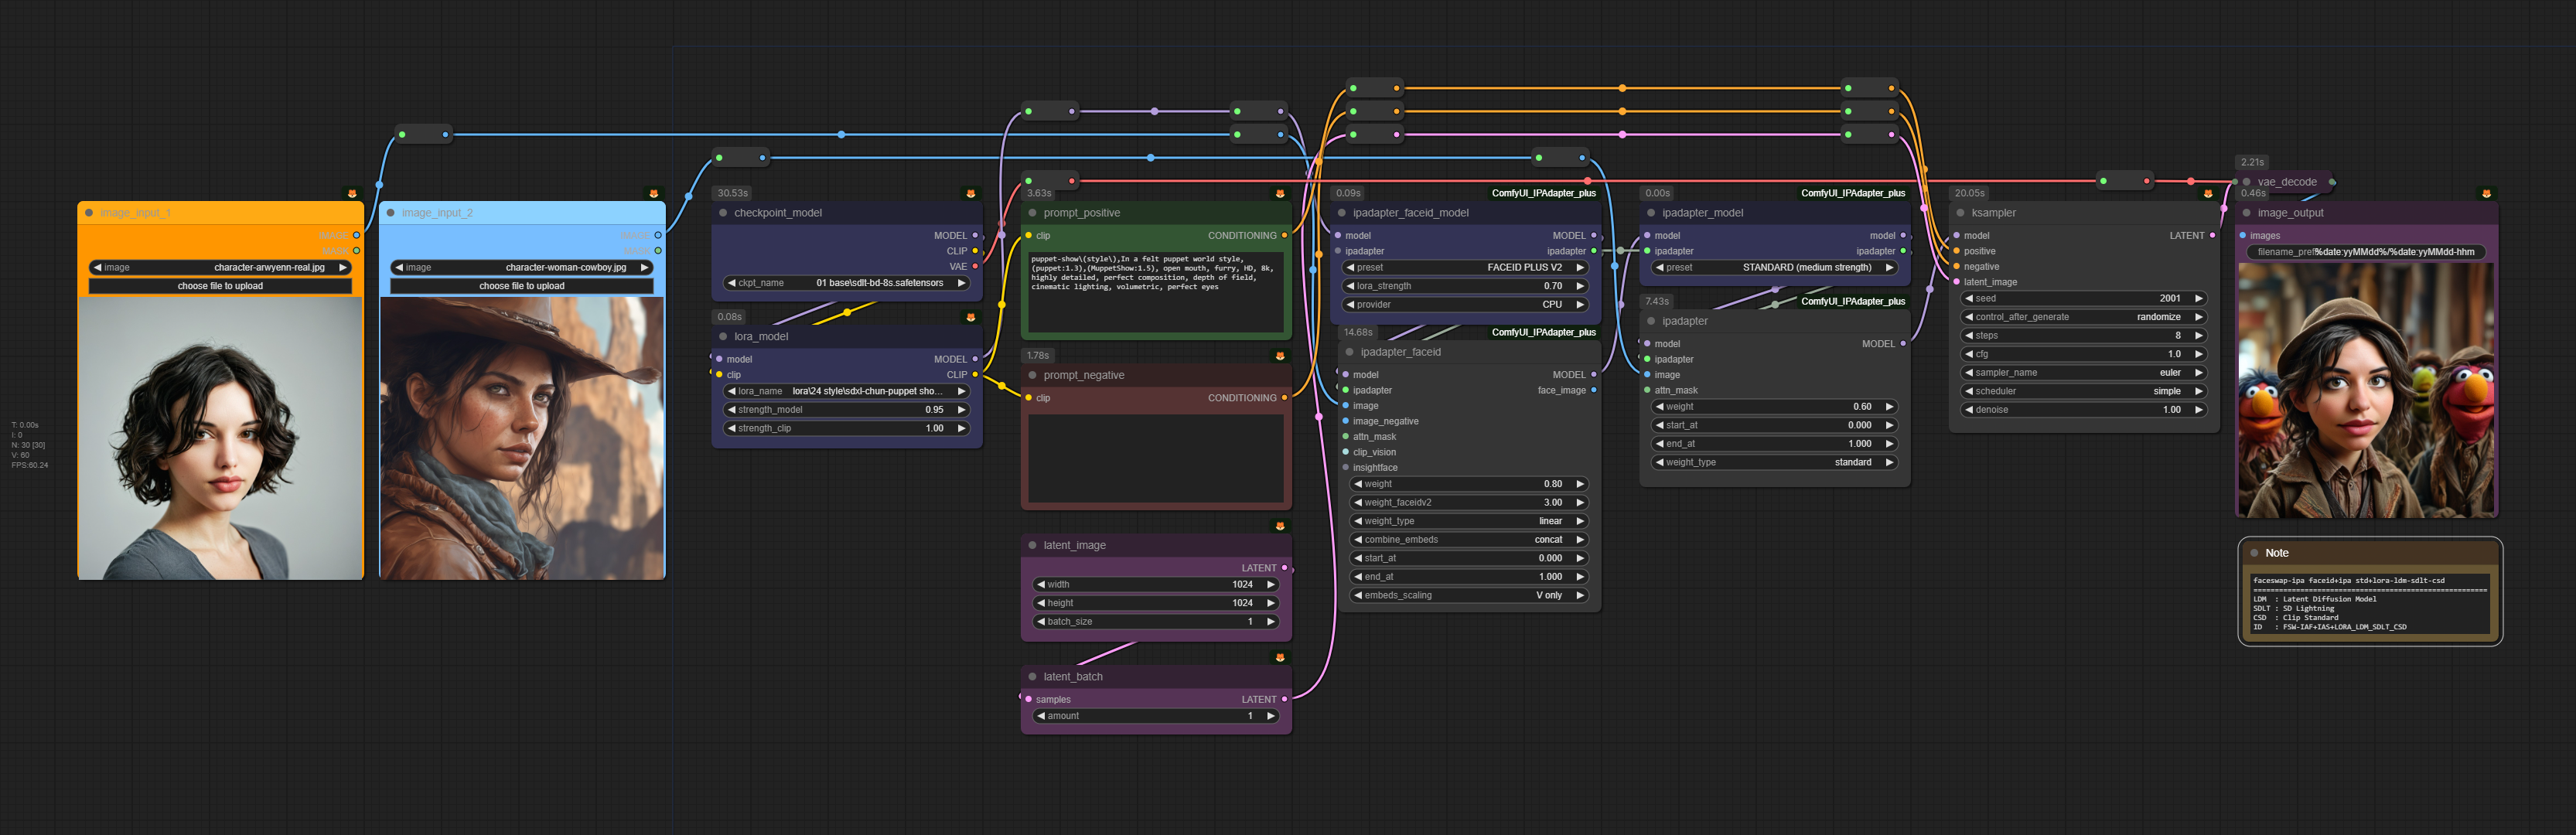 T: 0.00s
I: 0
N: 30 [30]
V: 60
FPS:60.24
image_input_1
IMAGE
MASK
image character-arwyenn-real.jpg
choose file to upload
image_input_2
IMAGE
MASK
image character-woman-cowboy.jpg
choose file to upload
30.53s
checkpoint_model
MODEL
CLIP
VAE
ckpt_name 01 base\sdlt-bd-8s.safetensors
0.08s
lora_model
model MODEL
clip CLIP
lora_name lora\24 style\sdxl-chun-puppet sho...
strength_model 0.95
strength_clip 1.00
3.63s
prompt_positive
clip CONDITIONING
puppet-show\(style\),In a felt puppet world style,
(puppet:1.3),(MuppetShow:1.5), open mouth, furry, HD, 8k,
highly detailed, perfect composition, depth of field,
cinematic lighting, volumetric, perfect eyes
1.78s
prompt_negative
clip CONDITIONING
latent_image
LATENT
width 1024
height 1024
batch_size 1
latent_batch
samples LATENT
amount 1
0.09s ComfyUI_IPAdapter_plus
ipadapter_faceid_model
model MODEL
ipadapter ipadapter
preset FACEID PLUS V2
lora_strength 0.70
provider CPU
14.68s ComfyUI_IPAdapter_plus
ipadapter_faceid
model MODEL
ipadapter face_image
image
image_negative
attn_mask
clip_vision
insightface
weight 0.80
weight_faceidv2 3.00
weight_type linear
combine_embeds concat
start_at 0.000
end_at 1.000
embeds_scaling V only
0.00s ComfyUI_IPAdapter_plus
ipadapter_model
model model
ipadapter ipadapter
preset STANDARD (medium strength)
7.43s ComfyUI_IPAdapter_plus
ipadapter
model MODEL
ipadapter
image
attn_mask
weight 0.60
start_at 0.000
end_at 1.000
weight_type standard
20.05s
ksampler
model LATENT
positive
negative
latent_image
seed 2001
control_after_generate randomize
steps 8
cfg 1.0
sampler_name euler
scheduler simple
denoise 1.00
2.21s
vae_decode
0.46s
image_output
images
filename_pref%date:yyMMdd%/%date:yyMMdd-hhm
Note
faceswap-ipa faceid+ipa std+lora-ldm-sdlt-csd
=========================================================
LDM : Latent Diffusion Model
SDLT : SD Lightning
CSD : Clip Standard
ID : FSW-IAF+IAS+LORA_LDM_SDLT_CSD